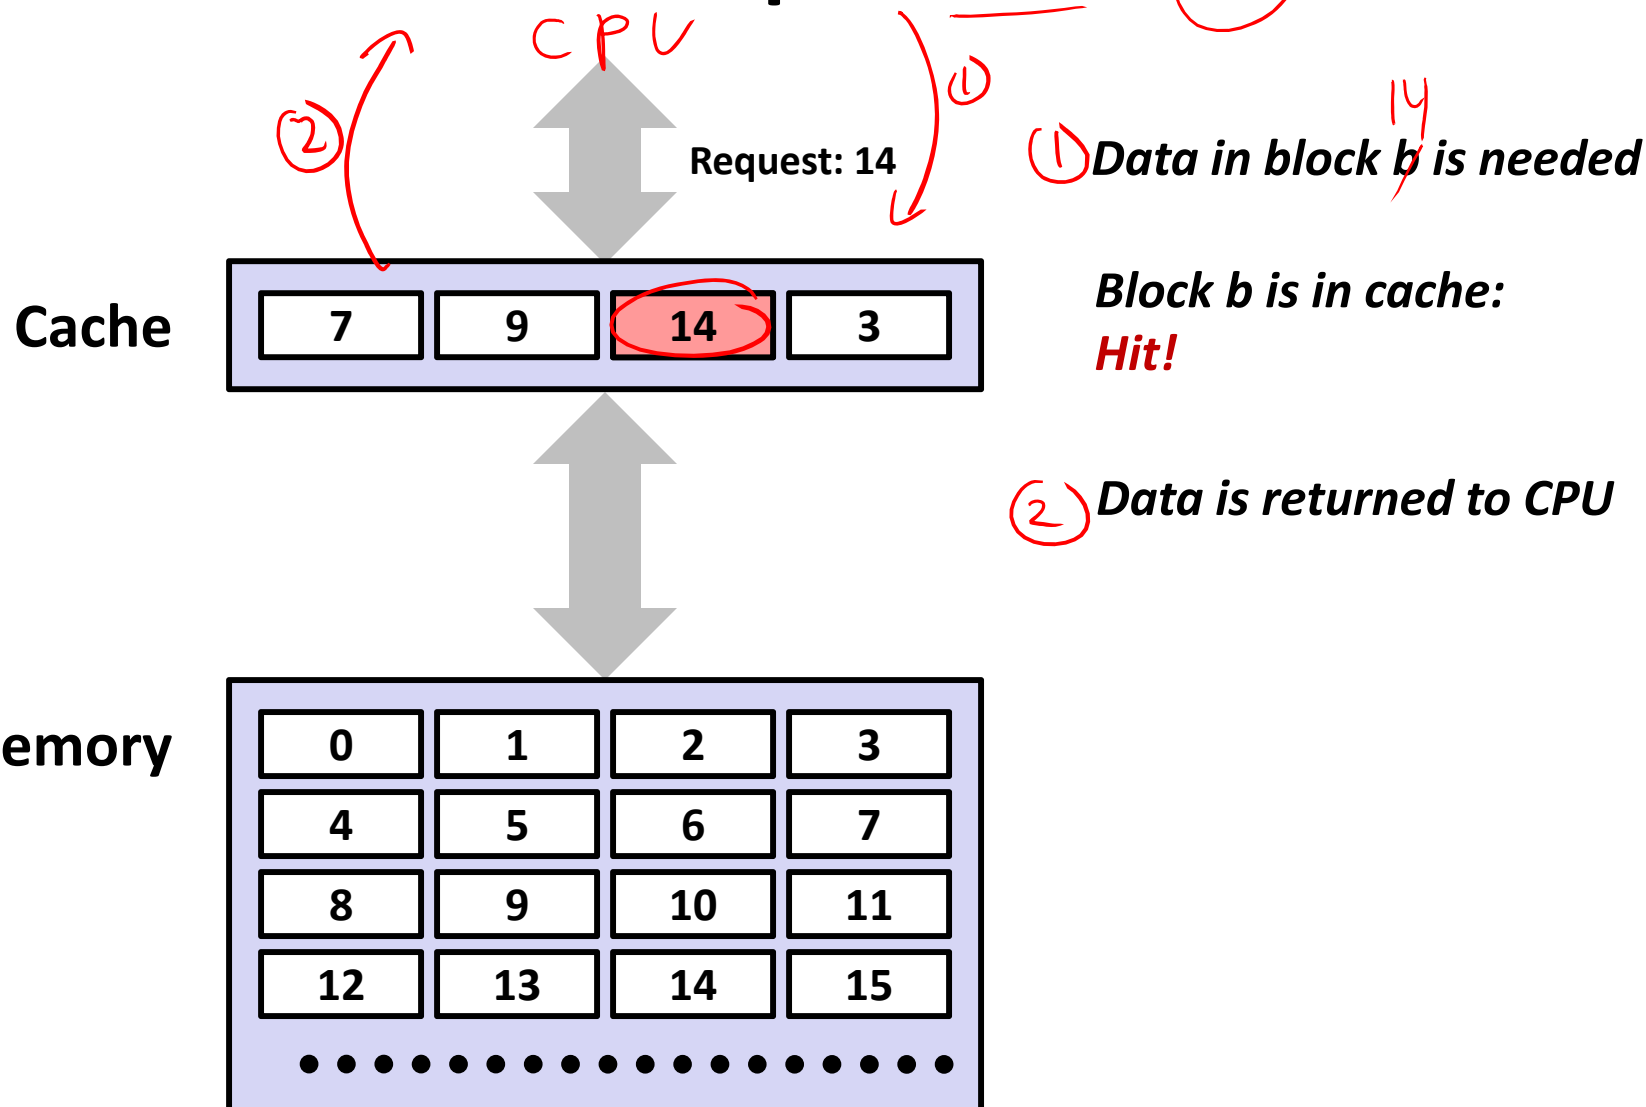 CPU
① 
14
②
Request: 14
① Data in block b is needed
Block b is in cache:
Cache
7 9 14 3
Hit!
② Data is returned to CPU
emory
0 1 2 3
4 5 6 7
8 9 10 11
12 13 14 15